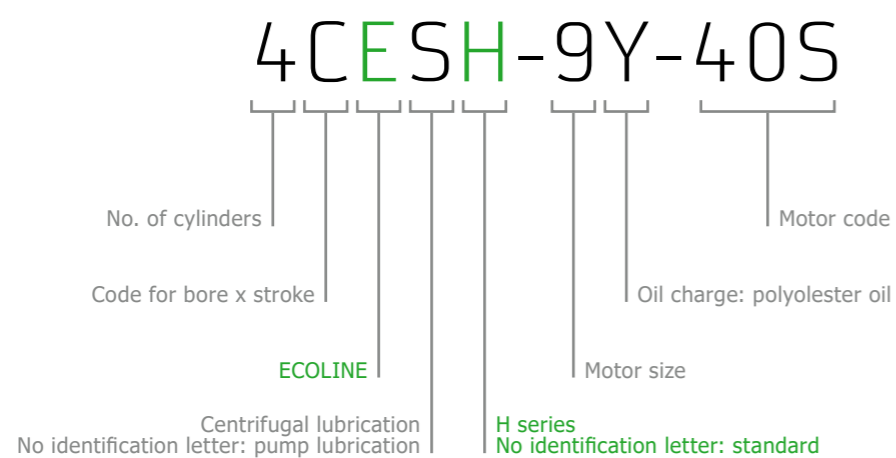 4CESH-9Y-40S
No. of cylinders
Motor code
Code for bore x stroke
Oil charge: polyolester oil
ECOLINE
Motor size
Centrifugal lubrication
No identification letter: pump lubrication
H series
No identification letter: standard